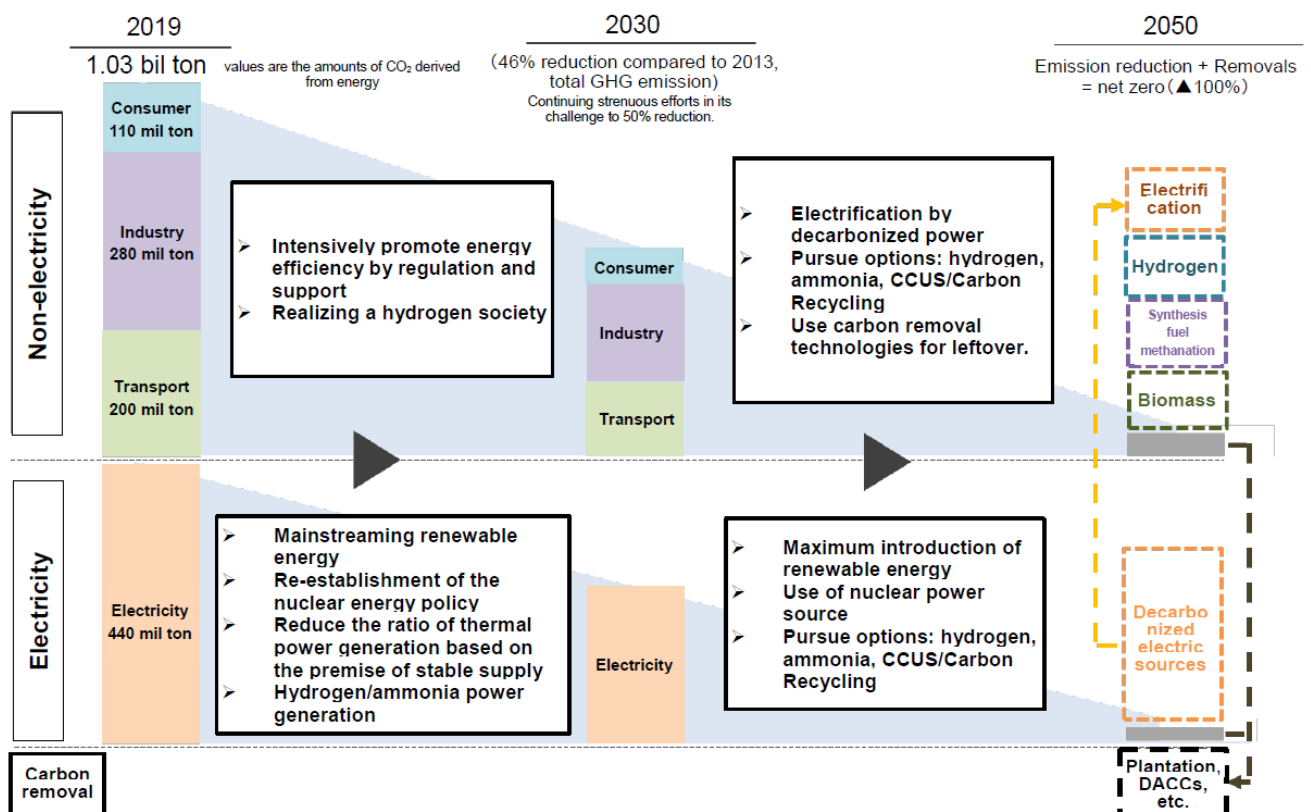 2019
1.03 bil ton
values are the amounts of CO₂ derived
from energy
2030
(46% reduction compared to 2013,
total GHG emission)
Continuing strenuous efforts in its
challenge to 50% reduction.
2050
Emission reduction + Removals
= net zero (▲100%)
Non-electricity
Consumer
110 mil ton
Industry
280 mil ton
Transport
200 mil ton
➢ Intensively promote energy
efficiency by regulation and
support
➢ Realizing a hydrogen society
Consumer
Industry
Transport
➢ Electrification by
decarbonized power
➢ Pursue options: hydrogen,
ammonia, CCUS/Carbon
Recycling
➢ Use carbon removal
technologies for leftover.
Electrifi
cation
Hydrogen
Synthesis
fuel
methanation
Biomass
Electricity
Electricity
440 mil ton
➢ Mainstreaming renewable
energy
➢ Re-establishment of the
nuclear energy policy
➢ Reduce the ratio of thermal
power generation based on
the premise of stable supply
➢ Hydrogen/ammonia power
generation
Electricity
➢ Maximum introduction of
renewable energy
➢ Use of nuclear power
source
➢ Pursue options: hydrogen,
ammonia, CCUS/Carbon
Recycling
Decarbo
nized
electric
sources
Carbon
removal
Plantation,
DACCs,
etc.